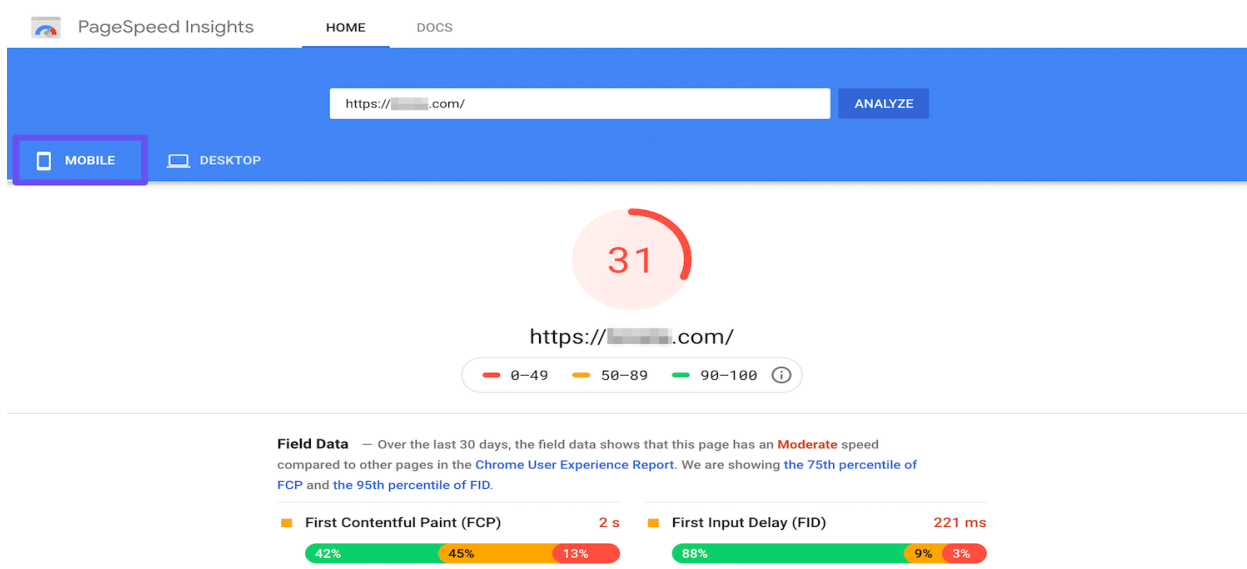 PageSpeed Insights HOME DOCS
https:// .com/ ANALYZE
MOBILE DESKTOP
31
https:// .com/
0–49 50–89 90–100
Field Data — Over the last 30 days, the field data shows that this page has an Moderate speed
compared to other pages in the Chrome User Experience Report. We are showing the 75th percentile of
FCP and the 95th percentile of FID.
First Contentful Paint (FCP) 2 s First Input Delay (FID) 221 ms
42% 45% 13% 88% 9% 3%